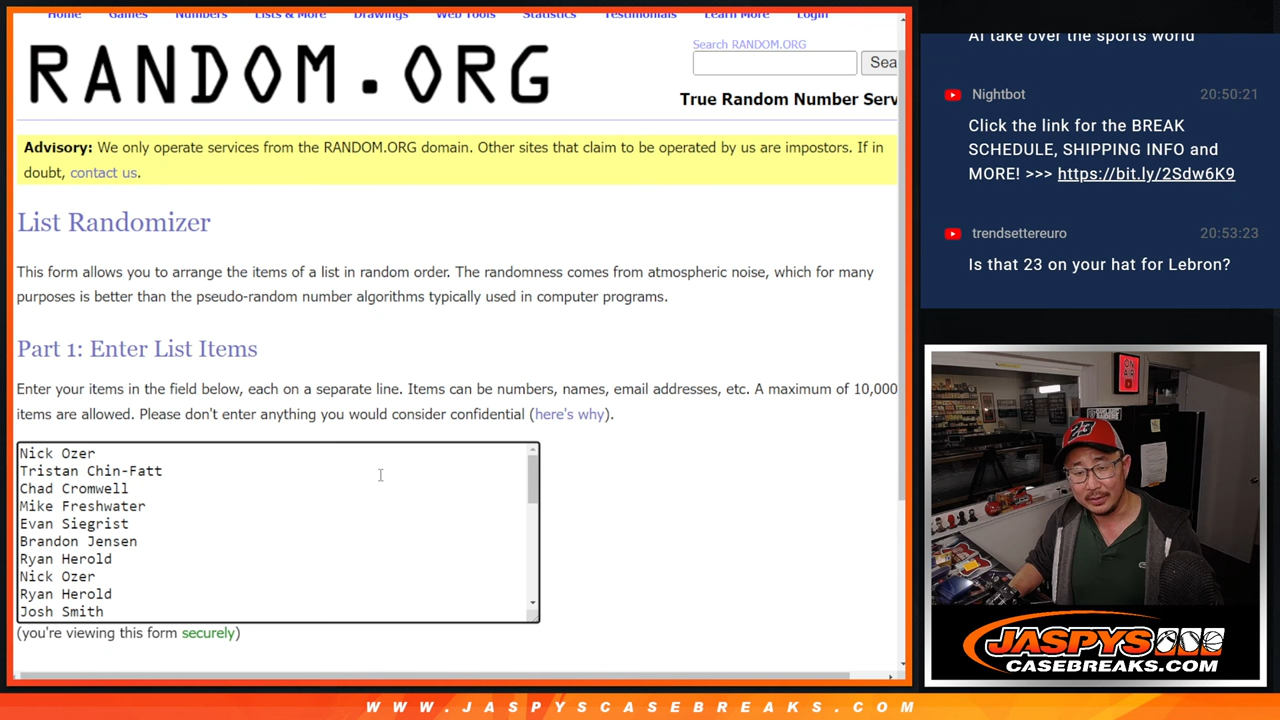 Home Games Numbers Lists & More Drawings Web Tools Statistics Testimonials Learn More Login
RANDOM.ORG
Search RANDOM.ORG
Sea
True Random Number Serv
Advisory: We only operate services from the RANDOM.ORG domain. Other sites that claim to be operated by us are impostors. If in
doubt, contact us.
List Randomizer
This form allows you to arrange the items of a list in random order. The randomness comes from atmospheric noise, which for many
purposes is better than the pseudo-random number algorithms typically used in computer programs.
Part 1: Enter List Items
Enter your items in the field below, each on a separate line. Items can be numbers, names, email addresses, etc. A maximum of 10,000
items are allowed. Please don't enter anything you would consider confidential (here's why).
Nick Ozer
Tristan Chin-Fatt
Chad Cromwell
Mike Freshwater
Evan Siegrist
Brandon Jensen
Ryan Herold
Nick Ozer
Ryan Herold
Josh Smith
(you're viewing this form securely)
AI take over the sports world
Nightbot 20:50:21
Click the link for the BREAK
SCHEDULE, SHIPPING INFO and
MORE! >>> https://bit.ly/2Sdw6K9
trendsettereuro 20:53:23
Is that 23 on your hat for Lebron?
ON AIR
23
JASPYS
CASEBREAKS.COM
WWW.JASPYSCASEBREAKS.COM